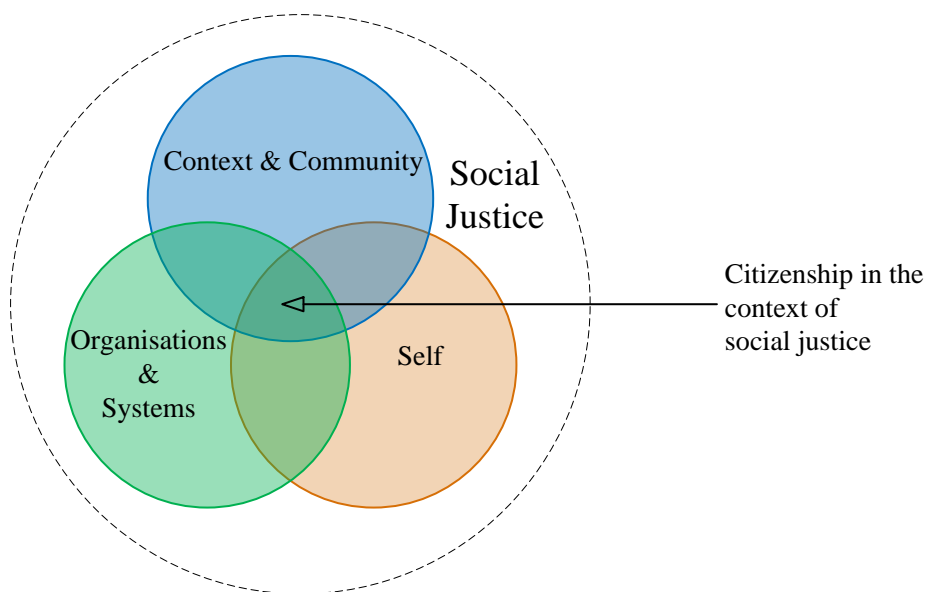 Context & Community
Social
Justice
Organisations
&
Systems
Self
Citizenship in the
context of
social justice